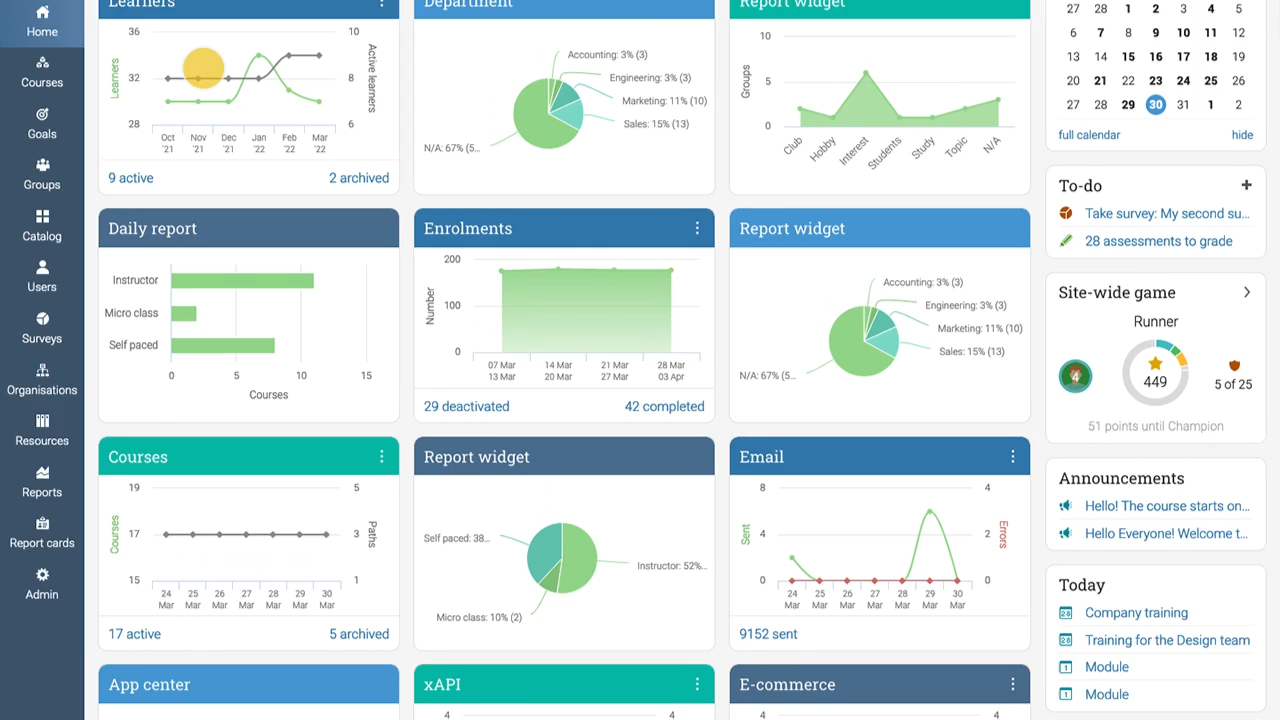 Home
Courses
Goals
Groups
Catalog
Users
Surveys
Organisations
Resources
Reports
Report cards
Admin
Learners
36
32
28
10
8
6
Learners
Active learners
Oct '21
Nov '21
Dec '21
Jan '22
Feb '22
Mar '22
9 active
2 archived
Department
Accounting: 3% (3)
Engineering: 3% (3)
Marketing: 11% (10)
Sales: 15% (13)
N/A: 67% (5...
Report widget
10
5
0
Groups
Club
Hobby
Interest
Students
Study
Topic
N/A
Daily report
Instructor
Micro class
Self paced
0 5 10 15
Courses
Enrolments
200
100
0
Number
07 Mar 14 Mar 21 Mar 28 Mar
13 Mar 20 Mar 27 Mar 03 Apr
29 deactivated
42 completed
Report widget
Accounting: 3% (3)
Engineering: 3% (3)
Marketing: 11% (10)
Sales: 15% (13)
N/A: 67% (5...
Courses
19
17
15
5
3
1
Courses
Paths
24 25 26 27 28 29 30
Mar Mar Mar Mar Mar Mar Mar
17 active
5 archived
Report widget
Self paced: 38...
Instructor: 52%...
Micro class: 10% (2)
Email
8
4
0
4
2
0
Sent
Errors
24 25 26 27 28 29 30
Mar Mar Mar Mar Mar Mar Mar
9152 sent
App center
xAPI
4 4
E-commerce
4 4
27 28 1 2 3 4 5
6 7 8 9 10 11 12
13 14 15 16 17 18 19
20 21 22 23 24 25 26
27 28 29 30 31 1 2
full calendar
hide
To-do
Take survey: My second su...
28 assessments to grade
Site-wide game
Runner
4
449
5 of 25
51 points until Champion
Announcements
Hello! The course starts on...
Hello Everyone! Welcome t...
Today
28 Company training
28 Training for the Design team
1 Module
1 Module